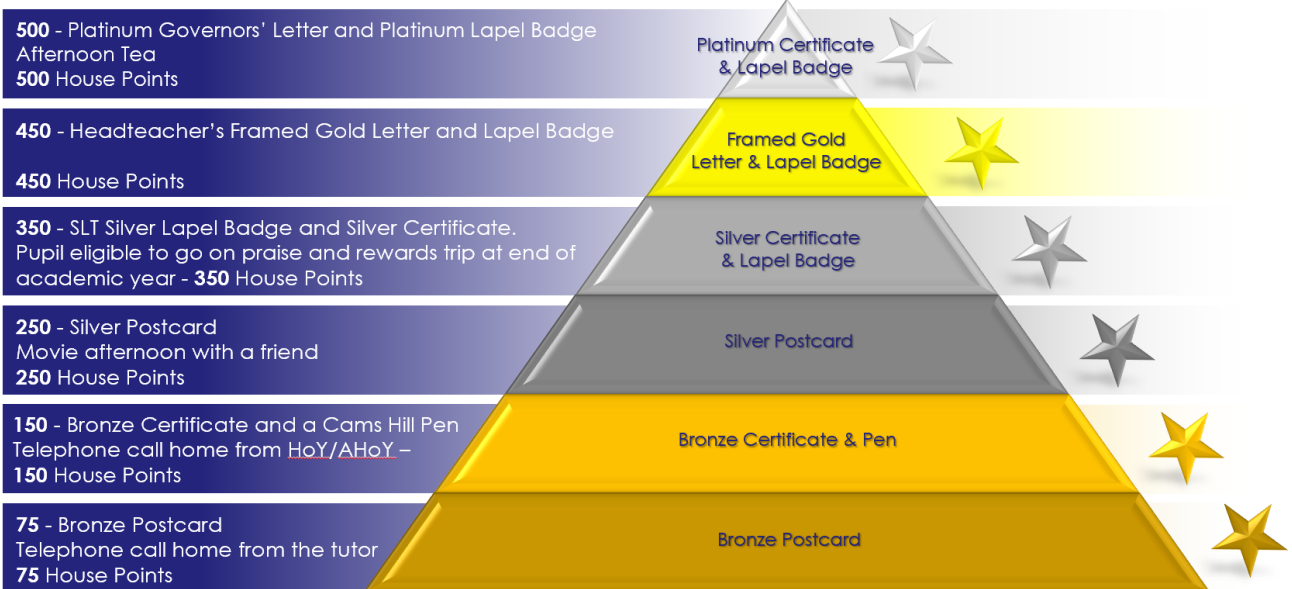 500 - Platinum Governors’ Letter and Platinum Lapel Badge
Afternoon Tea
500 House Points
Platinum Certificate
& Lapel Badge
450 - Headteacher’s Framed Gold Letter and Lapel Badge
450 House Points
Framed Gold
Letter & Lapel Badge
350 - SLT Silver Lapel Badge and Silver Certificate.
Pupil eligible to go on praise and rewards trip at end of
academic year - 350 House Points
Silver Certificate
& Lapel Badge
250 - Silver Postcard
Movie afternoon with a friend
250 House Points
Silver Postcard
150 - Bronze Certificate and a Cams Hill Pen
Telephone call home from HoY/AHoY –
150 House Points
Bronze Certificate & Pen
75 - Bronze Postcard
Telephone call home from the tutor
75 House Points
Bronze Postcard